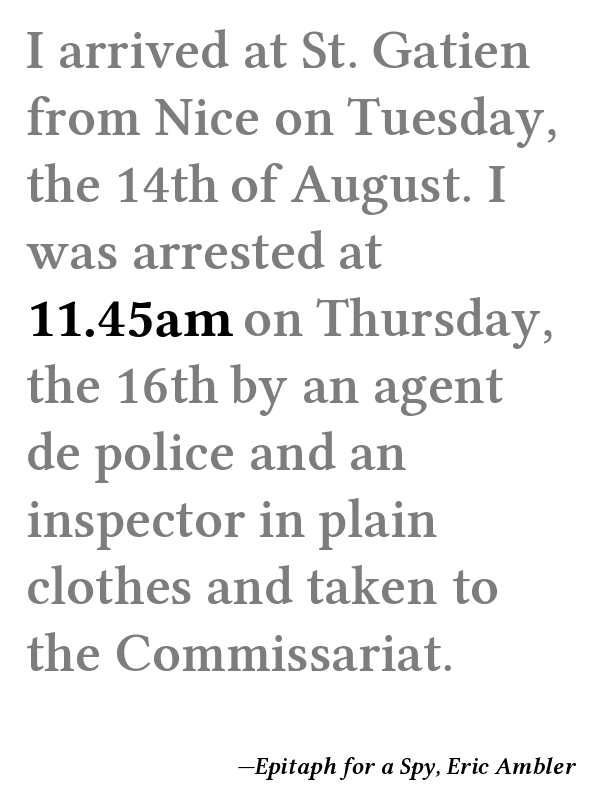 I arrived at St. Gatien
from Nice on Tuesday,
the 14th of August. I
was arrested at
11.45am on Thursday,
the 16th by an agent
de police and an
inspector in plain
clothes and taken to
the Commissariat.
—Epitaph for a Spy, Eric Ambler